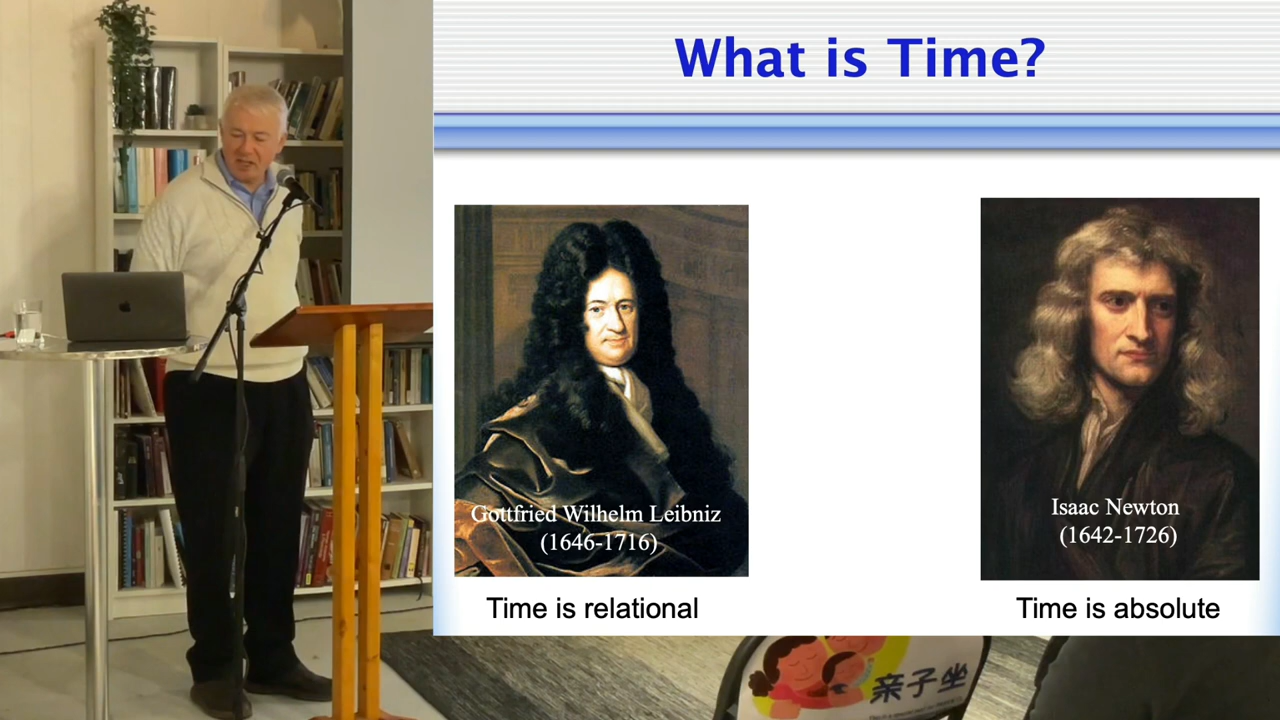 What is Time?
Gottfried Wilhelm Leibniz
(1646-1716)
Isaac Newton
(1642-1726)
Time is relational
Time is absolute
亲子坐